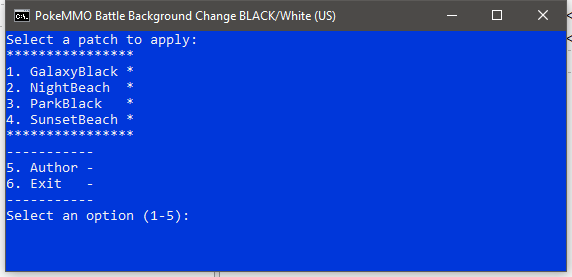 PokeMMO Battle Background Change BLACK/White (US)
Select a patch to apply:
****************
1. GalaxyBlack *
2. NightBeach  *
3. ParkBlack   *
4. SunsetBeach *
****************
-----------
5. Author -
6. Exit   -
-----------
Select an option (1-5):